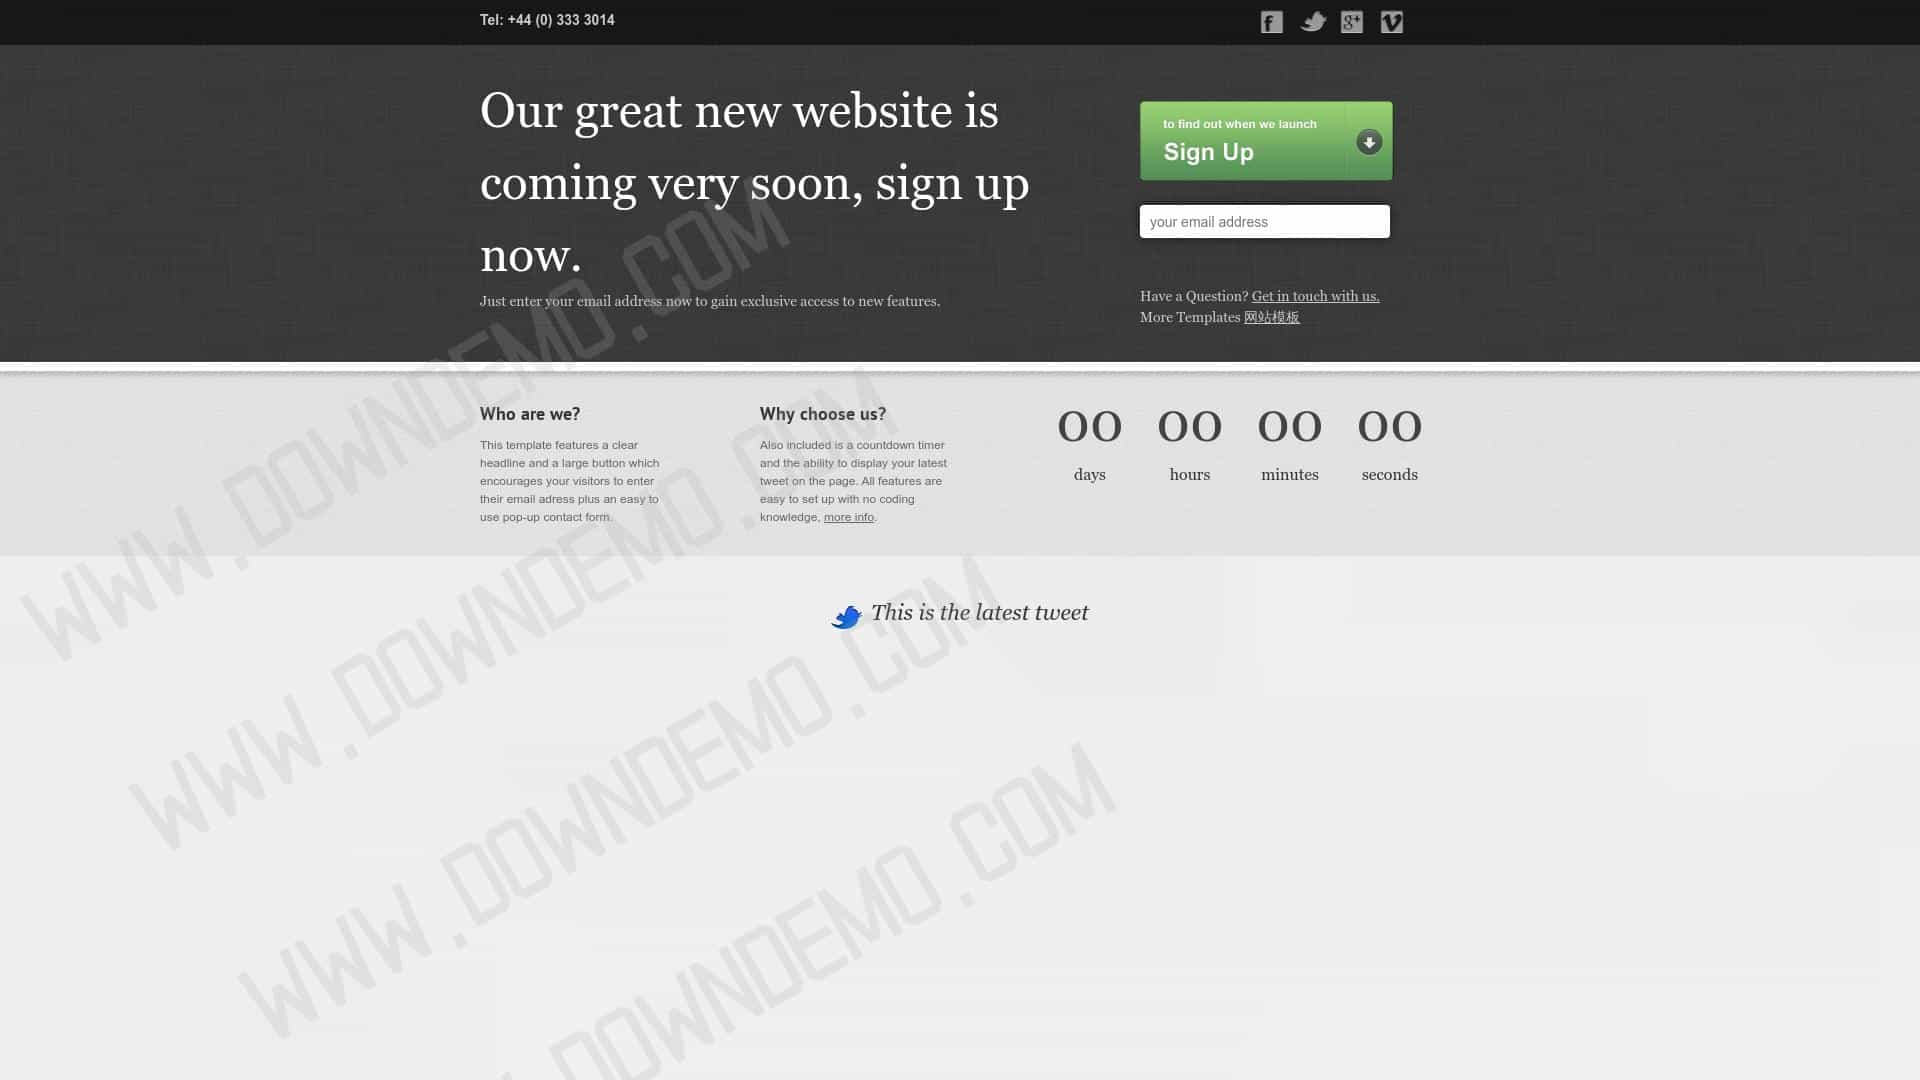 Tel: +44 (0) 333 3014
Our great new website is
coming very soon, sign up
now.
Just enter your email address now to gain exclusive access to new features.
to find out when we launch
Sign Up
your email address
Have a Question? Get in touch with us.
More Templates 网站模板
Who are we?
This template features a clear
headline and a large button which
encourages your visitors to enter
their email adress plus an easy to
use pop-up contact form.
Why choose us?
Also included is a countdown timer
and the ability to display your latest
tweet on the page. All features are
easy to set up with no coding
knowledge, more info.
00 00 00 00
days hours minutes seconds
This is the latest tweet
WWW.DOWNDEMO.COM
WWW.DOWNDEMO.COM
WWW.DOWNDEMO.COM
.DOWNDEMO.COM